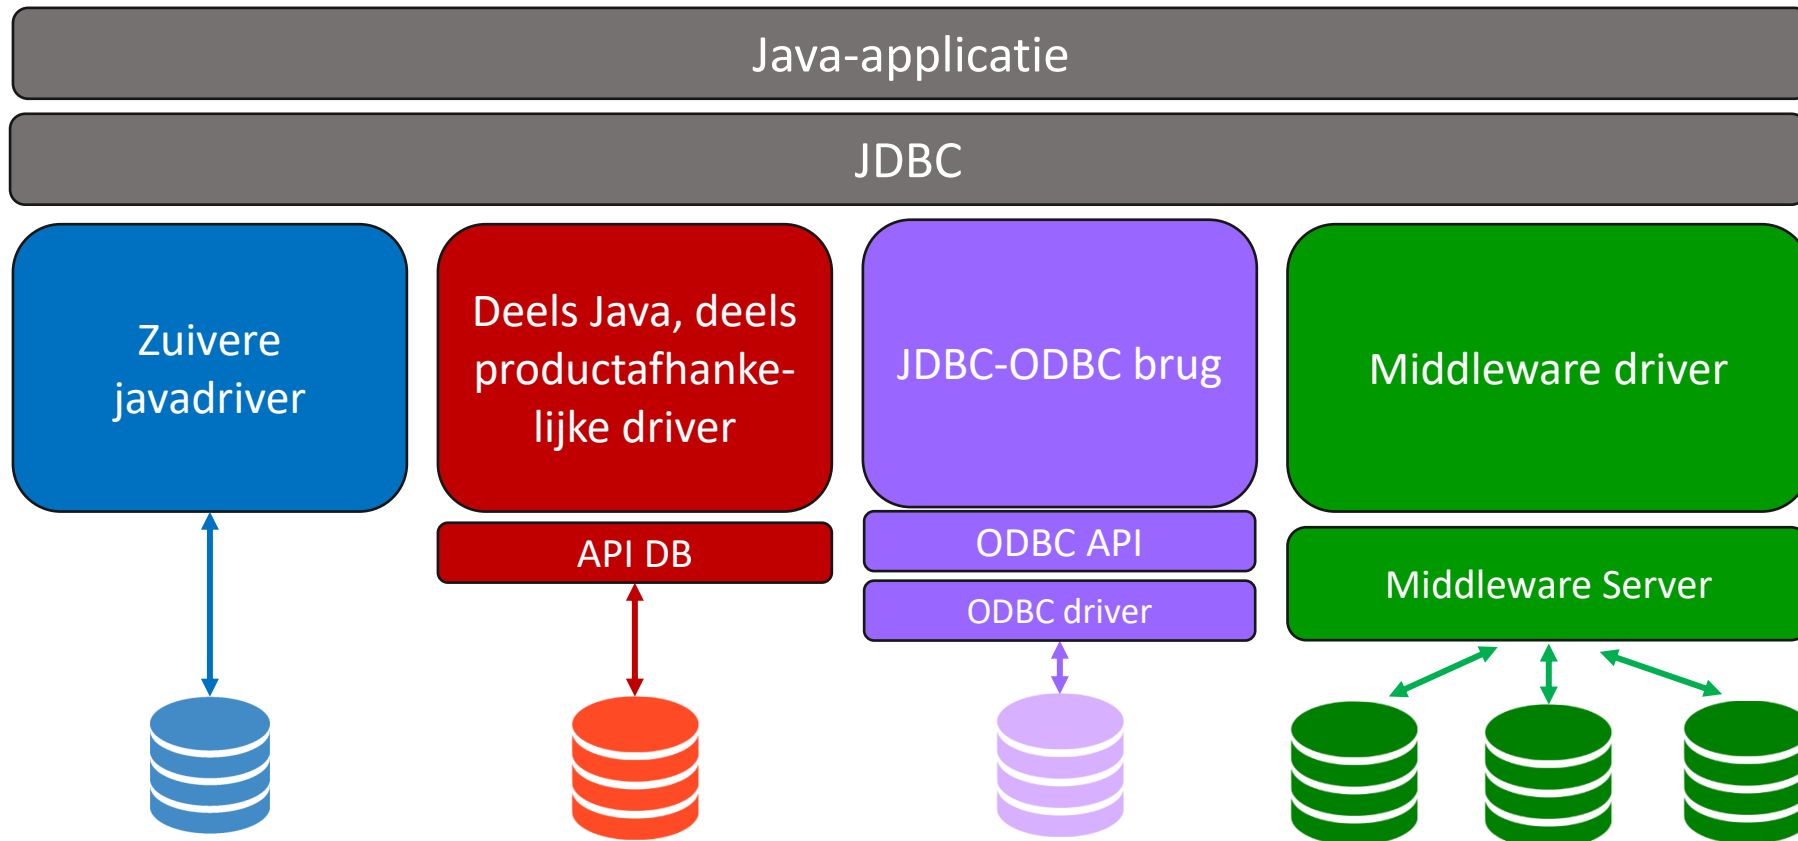 Java-applicatie
JDBC
Zuivere
javadriver
Deels Java, deels
productafhanke-
lijke driver
API DB
JDBC-ODBC brug
ODBC API
ODBC driver
Middleware driver
Middleware Server